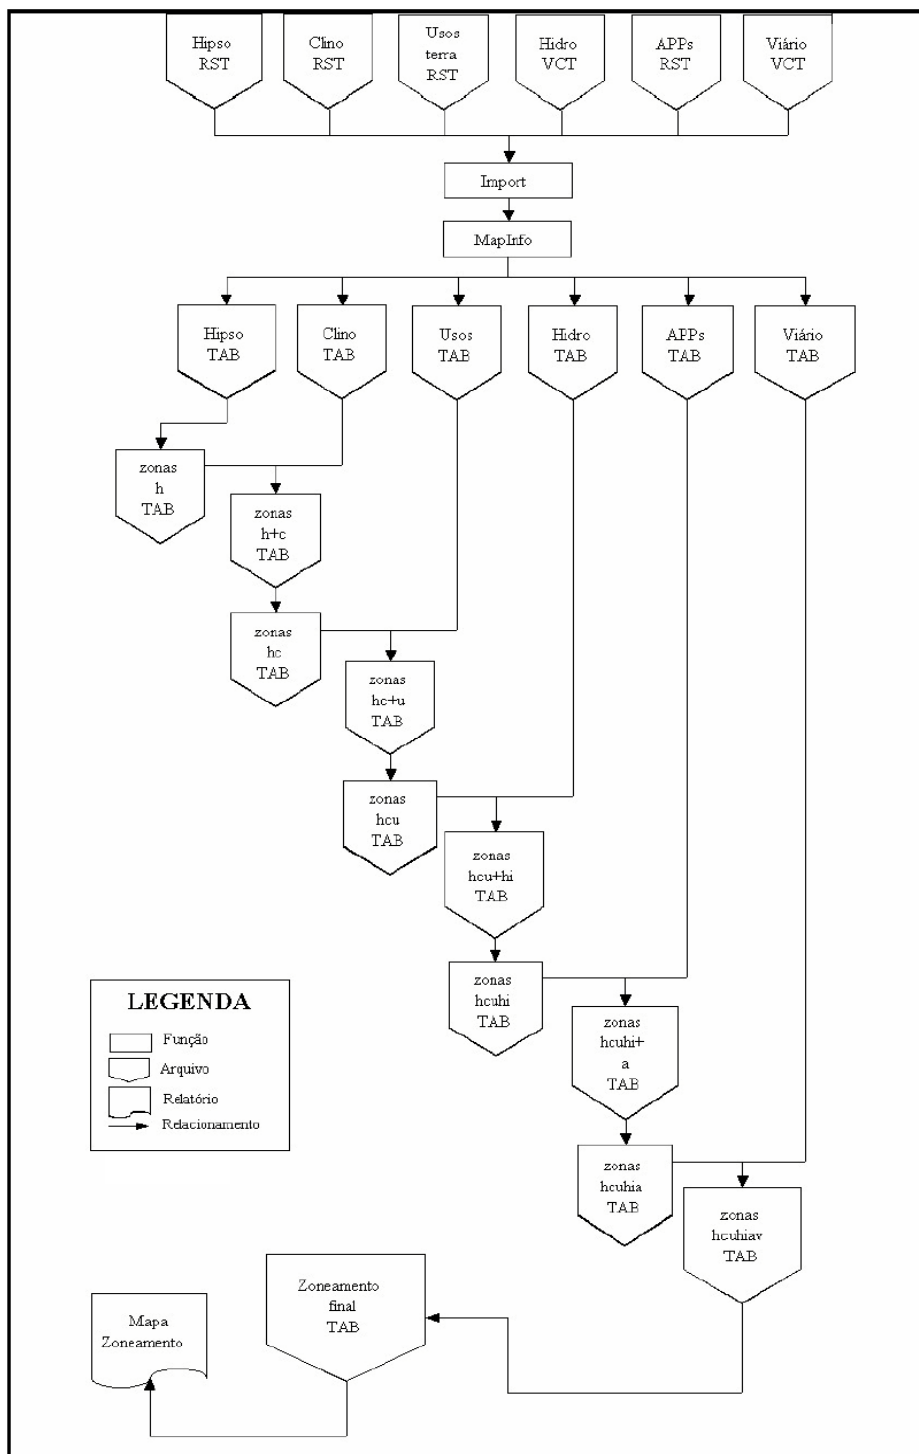 Hipso
RST
Clino
RST
Usos
terra
RST
Hidro
VCT
APPs
RST
Viário
VCT
Import
MapInfo
Hipso
TAB
Clino
TAB
Usos
TAB
Hidro
TAB
APPs
TAB
Viário
TAB
zonas
h
TAB
zonas
h+c
TAB
zonas
hc
TAB
zonas
hc+u
TAB
zonas
hcu
TAB
zonas
hcu+hi
TAB
zonas
hcuhi
TAB
zonas
hcuhi+
a
TAB
zonas
hcuhia
TAB
zonas
hcuhiav
TAB
LEGENDA
Função
Arquivo
Relatório
Relacionamento
Zoneamento
final
TAB
Mapa
Zoneamento